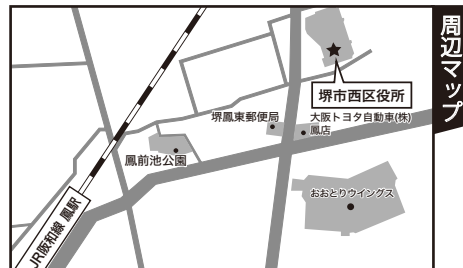 周辺マップ
堺市西区役所
大阪トヨタ自動車(株)
鳳店
堺鳳東郵便局
鳳前池公園
おおとりウイングス
JR阪和線 鳳駅